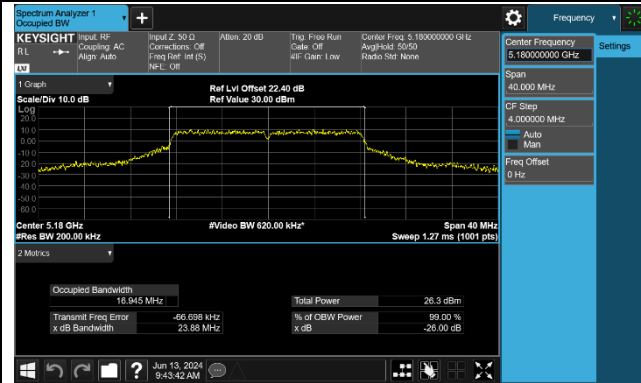 Spectrum Analyzer 1
Occupied BW
+
Frequency
KEYSIGHT Input: RF
RL Coupling: AC
Align: Auto
LXI
Input Z: 50 Ω
Corrections: Off
Freq Ref: Int (S)
NFE: Off
Atten: 20 dB
Trig: Free Run
Gate: Off
#IF Gain: Low
Center Freq: 5.180000000 GHz
Avg|Hold: 50/50
Radio Std: None
Center Frequency
5.180000000 GHz
Settings
Span
40.000 MHz
CF Step
4.000000 MHz
Auto
Man
Freq Offset
0 Hz
1 Graph
Scale/Div 10.0 dB
Ref Lvl Offset 22.40 dB
Ref Value 30.00 dBm
Log
20.0
10.0
0.00
-10.0
-20.0
-30.0
-40.0
-50.0
-60.0
Center 5.18 GHz
#Video BW 620.00 kHz*
Span 40 MHz
#Res BW 200.00 kHz
Sweep 1.27 ms (1001 pts)
2 Metrics
Occupied Bandwidth
16.945 MHz
Total Power 26.3 dBm
Transmit Freq Error -66.698 kHz
% of OBW Power 99.00 %
x dB Bandwidth 23.88 MHz
x dB -26.00 dB
?
Jun 13, 2024
9:43:42 AM